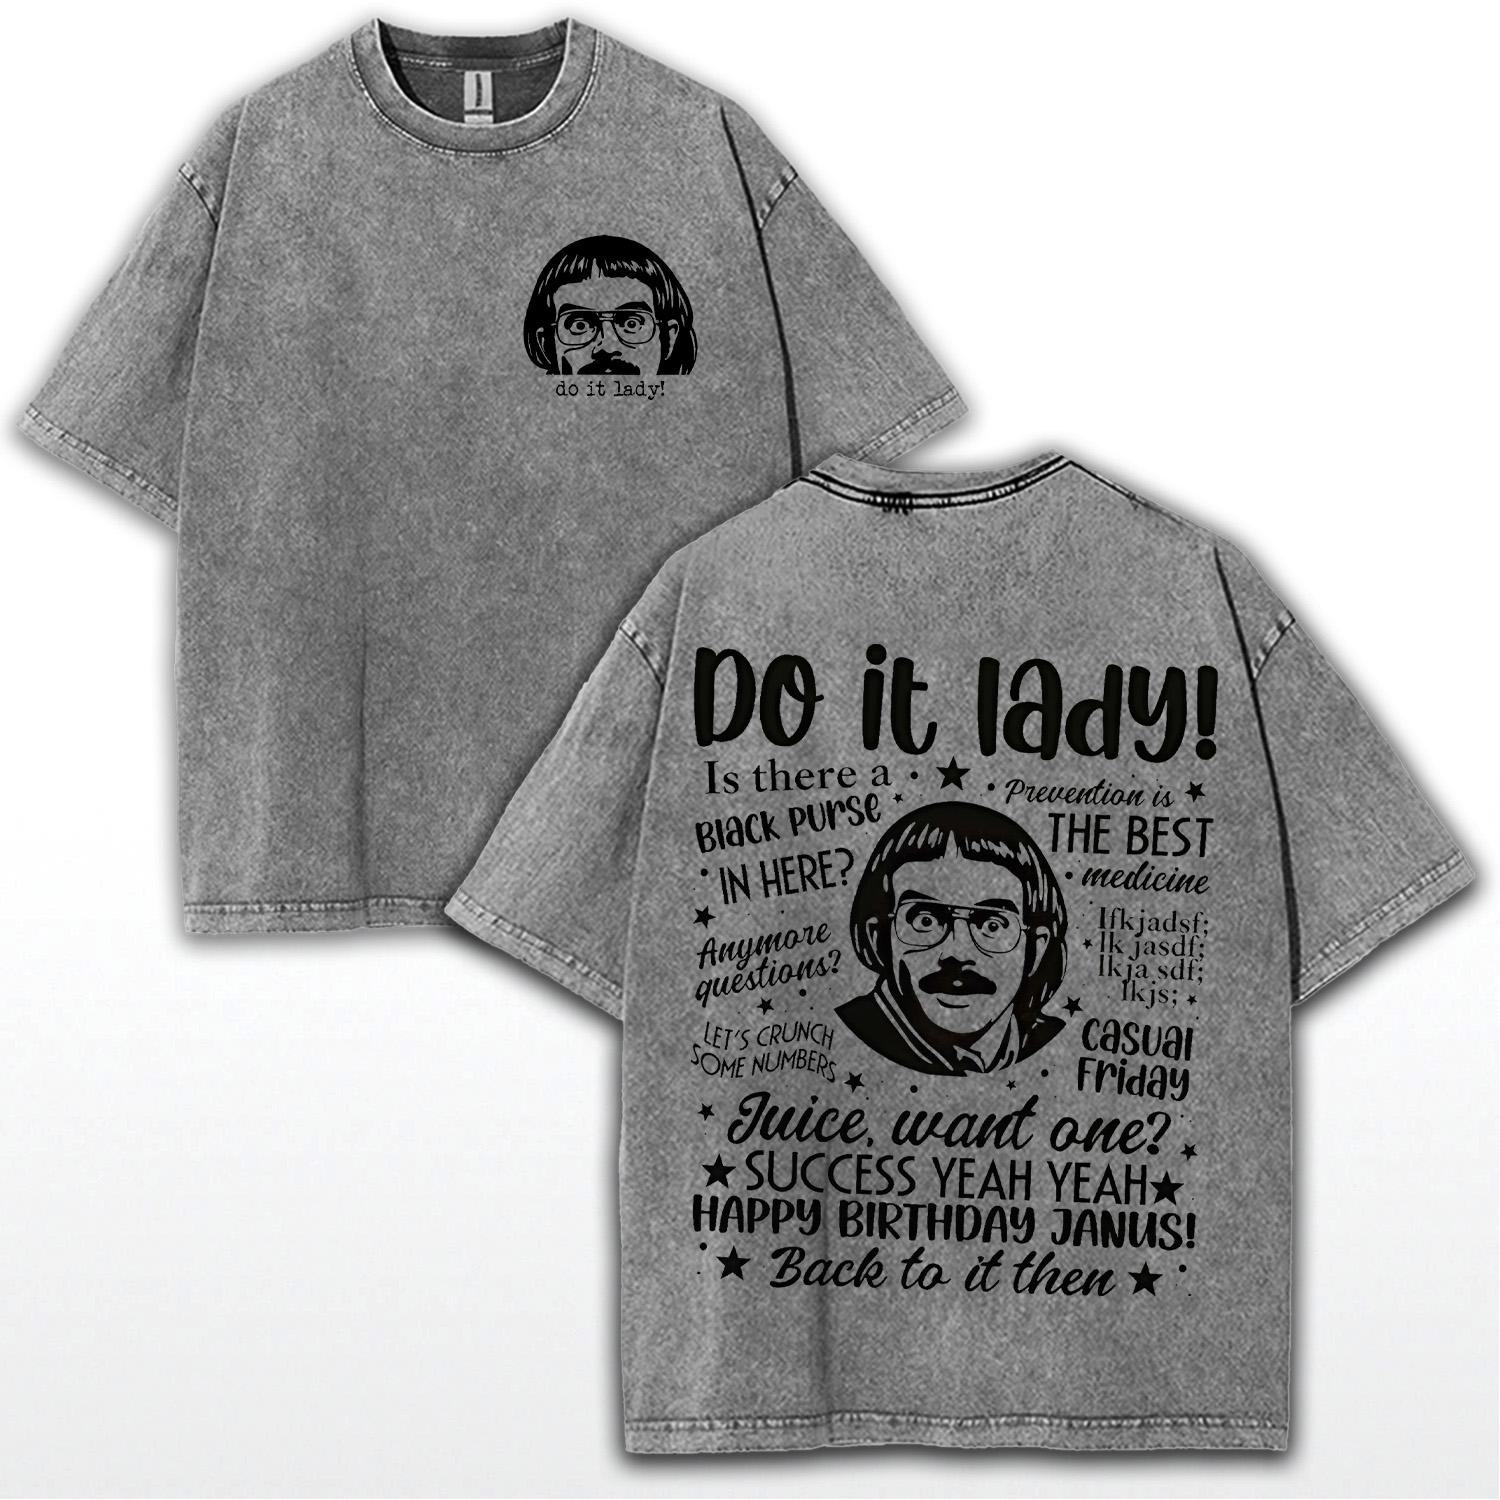 do it lady!
Do it lady!
Is there a
Black purse
IN HERE?
Prevention is
THE BEST
medicine
Anymore
questions?
lfkjadsf;
lk jasdf;
lkja sdf;
lkjs;
LET'S CRUNCH
SOME NUMBERS
Casual
Friday
Juice, want one?
SUCCESS YEAH YEAH
HAPPY BIRTHDAY JANUS!
Back to it then